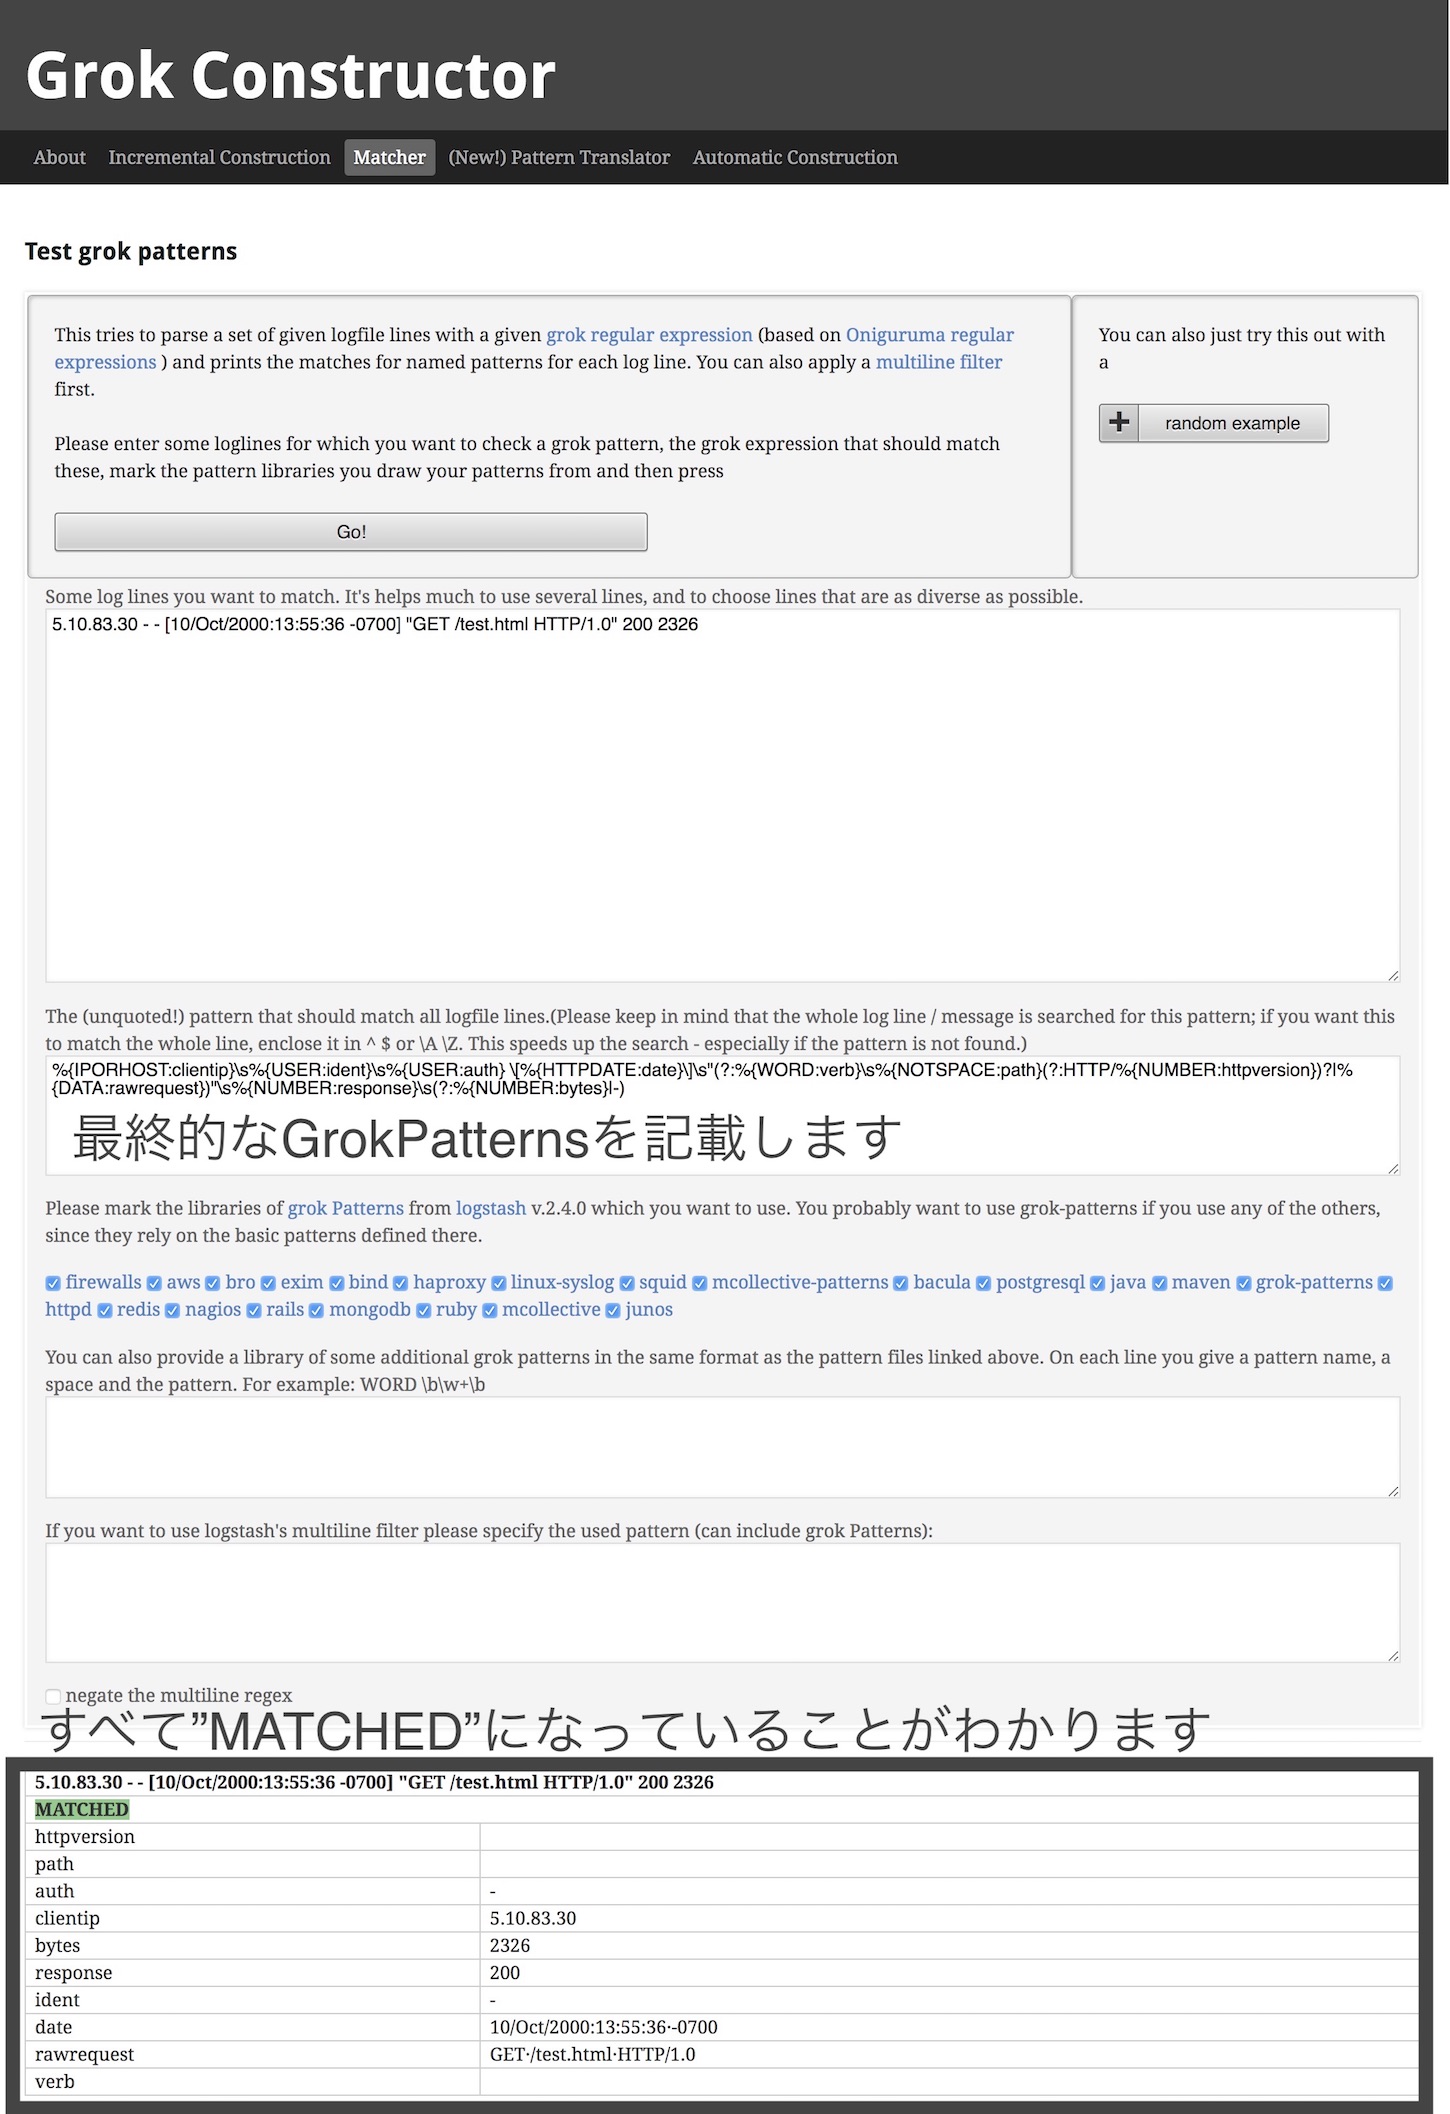 Grok Constructor
About Incremental Construction Matcher (New!) Pattern Translator Automatic Construction
Test grok patterns
This tries to parse a set of given logfile lines with a given grok regular expression (based on Oniguruma regular
expressions ) and prints the matches for named patterns for each log line. You can also apply a multiline filter
first.
Please enter some loglines for which you want to check a grok pattern, the grok expression that should match
these, mark the pattern libraries you draw your patterns from and then press
Go!
You can also just try this out with
a
random example
Some log lines you want to match. It's helps much to use several lines, and to choose lines that are as diverse as possible.
5.10.83.30 - - [10/Oct/2000:13:55:36 -0700] "GET /test.html HTTP/1.0" 200 2326
The (unquoted!) pattern that should match all logfile lines.(Please keep in mind that the whole log line / message is searched for this pattern; if you want this
to match the whole line, enclose it in ^ $ or \A \Z. This speeds up the search - especially if the pattern is not found.)
%{IPORHOST:clientip}\s%{USER:ident}\s%{USER:auth} \[%{HTTPDATE:date}\]\s"(?:%{WORD:verb}\s%{NOTSPACE:path}(?:HTTP/%{NUMBER:httpversion})?|%
{DATA:rawrequest})"\s%{NUMBER:response}\s(?:%{NUMBER:bytes}|-)
最終的なGrokPatternsを記載します
Please mark the libraries of grok Patterns from logstash v.2.4.0 which you want to use. You probably want to use grok-patterns if you use any of the others,
since they rely on the basic patterns defined there.
firewalls aws bro exim bind haproxy linux-syslog squid mcollective-patterns bacula postgresql java maven grok-patterns
httpd redis nagios rails mongodb ruby mcollective junos
You can also provide a library of some additional grok patterns in the same format as the pattern files linked above. On each line you give a pattern name, a
space and the pattern. For example: WORD \b\w+\b
If you want to use logstash's multiline filter please specify the used pattern (can include grok Patterns):
negate the multiline regex
すべて”MATCHED”になっていることがわかります
5.10.83.30 - - [10/Oct/2000:13:55:36 -0700] "GET /test.html HTTP/1.0" 200 2326
MATCHED
httpversion
path
auth -
clientip 5.10.83.30
bytes 2326
response 200
ident -
date 10/Oct/2000:13:55:36·-0700
rawrequest GET·/test.html·HTTP/1.0
verb